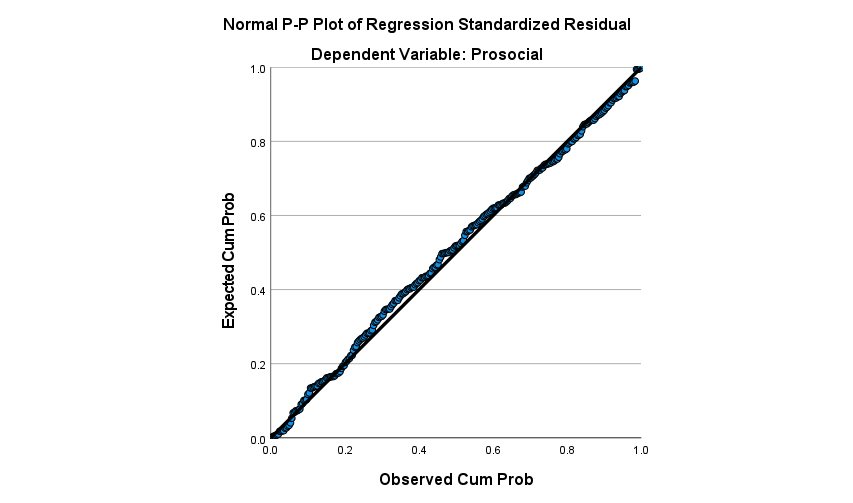 Normal P-P Plot of Regression Standardized Residual
Dependent Variable: Prosocial
1.0
0.8
0.6
0.4
0.2
0.0
Expected Cum Prob
0.0 0.2 0.4 0.6 0.8 1.0
Observed Cum Prob